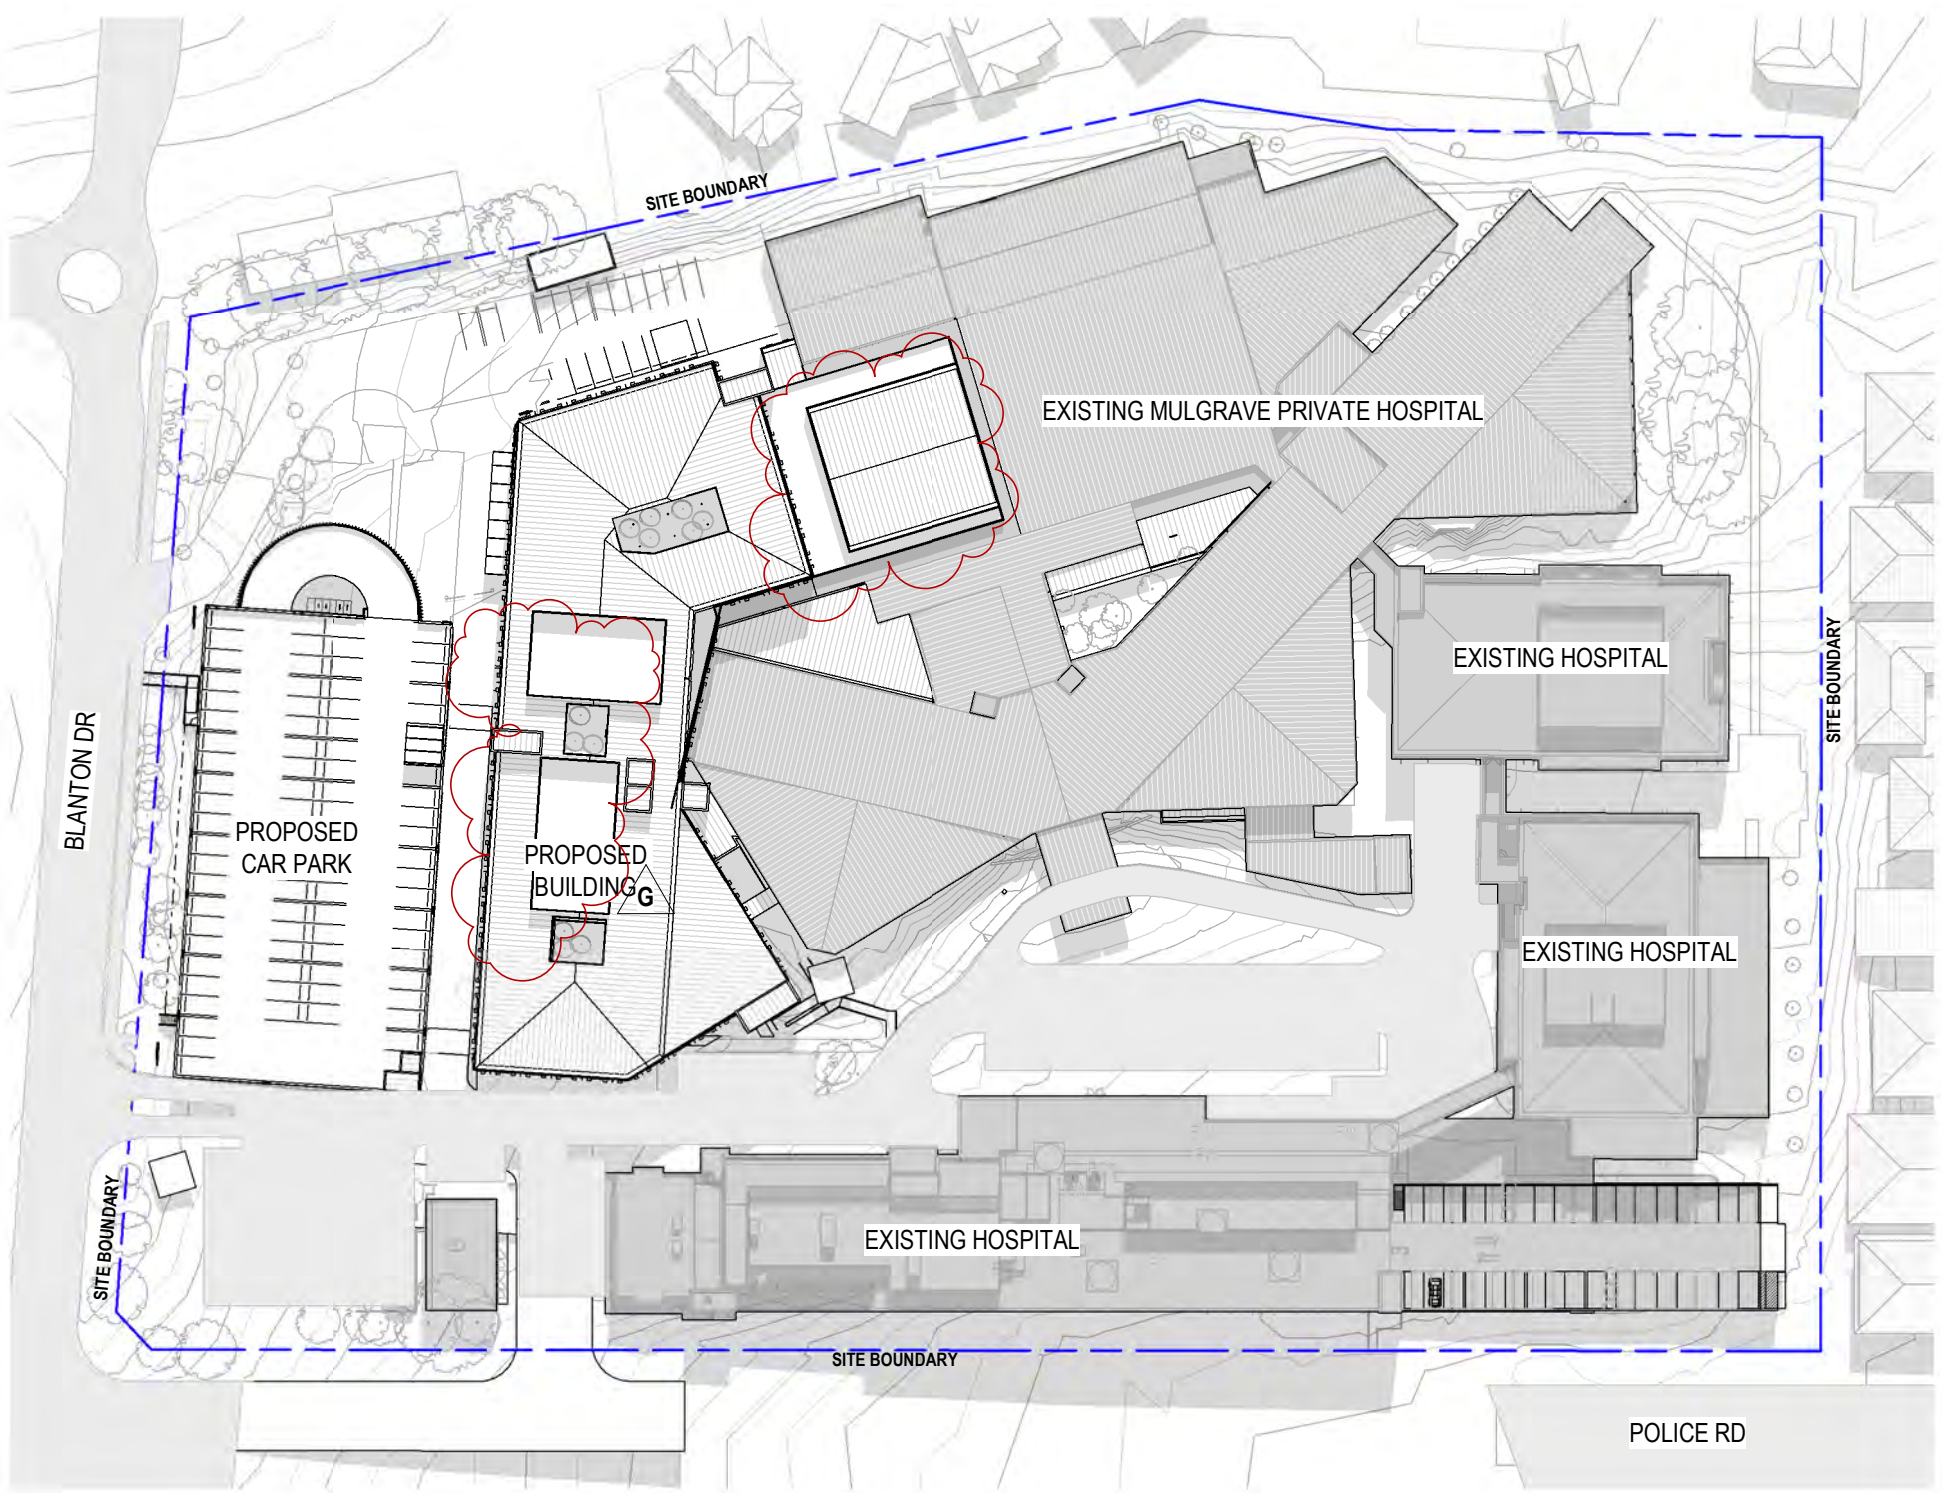 SITE BOUNDARY
EXISTING MULGRAVE PRIVATE HOSPITAL
EXISTING HOSPITAL
SITE BOUNDARY
BLANTON DR
PROPOSED
CAR PARK
PROPOSED
BUILDING
G
EXISTING HOSPITAL
SITE BOUNDARY
EXISTING HOSPITAL
SITE BOUNDARY
POLICE RD